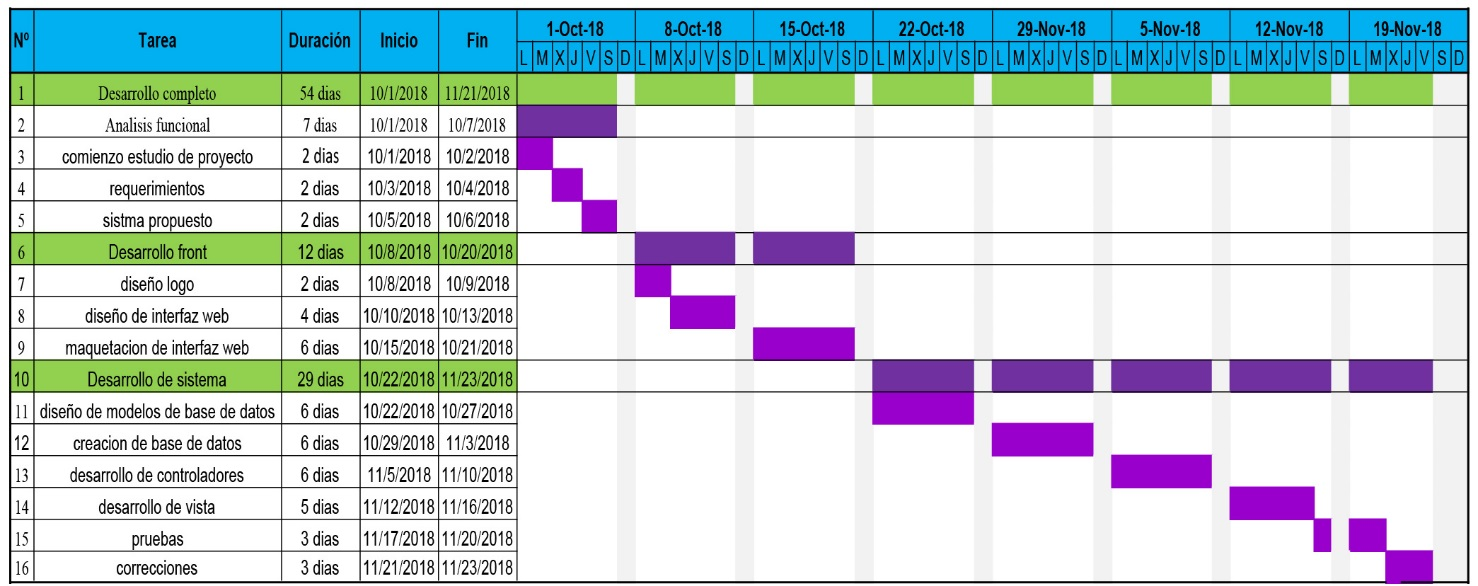 Nº Tarea Duración Inicio Fin 1-Oct-18 8-Oct-18 15-Oct-18 22-Oct-18 29-Nov-18 5-Nov-18 12-Nov-18 19-Nov-18
L M X J V S D L M X J V S D L M X J V S D L M X J V S D L M X J V S D L M X J V S D L M X J V S D L M X J V S D
1 Desarrollo completo 54 dias 10/1/2018 11/21/2018
2 Analisis funcional 7 dias 10/1/2018 10/7/2018
3 comienzo estudio de proyecto 2 dias 10/1/2018 10/2/2018
4 requerimientos 2 dias 10/3/2018 10/4/2018
5 sistma propuesto 2 dias 10/5/2018 10/6/2018
6 Desarrollo front 12 dias 10/8/2018 10/20/2018
7 diseño logo 2 dias 10/8/2018 10/9/2018
8 diseño de interfaz web 4 dias 10/10/2018 10/13/2018
9 maquetacion de interfaz web 6 dias 10/15/2018 10/21/2018
10 Desarrollo de sistema 29 dias 10/22/2018 11/23/2018
11 diseño de modelos de base de datos 6 dias 10/22/2018 10/27/2018
12 creacion de base de datos 6 dias 10/29/2018 11/3/2018
13 desarrollo de controladores 6 dias 11/5/2018 11/10/2018
14 desarrollo de vista 5 dias 11/12/2018 11/16/2018
15 pruebas 3 dias 11/17/2018 11/20/2018
16 correcciones 3 dias 11/21/2018 11/23/2018